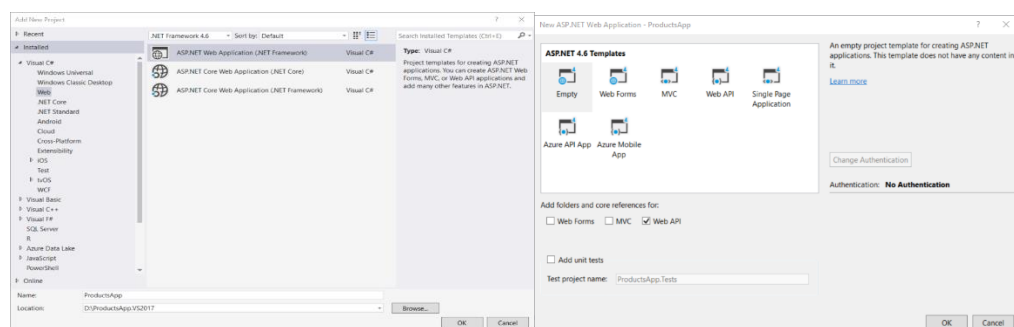 Add New Project ? ×
Recent
Installed
Visual C#
Windows Universal
Windows Classic Desktop
Web
.NET Core
.NET Standard
Android
Cloud
Cross-Platform
Extensibility
iOS
Test
tvOS
WCF
Visual Basic
Visual C++
Visual F#
SQL Server
R
Azure Data Lake
JavaScript
PowerShell
Online
.NET Framework 4.6 Sort by: Default
ASP.NET Web Application (.NET Framework) Visual C#
ASP.NET Core Web Application (.NET Core) Visual C#
ASP.NET Core Web Application (.NET Framework) Visual C#
Search Installed Templates (Ctrl+E)
Type: Visual C#
Project templates for creating ASP.NET
applications. You can create ASP.NET Web
Forms, MVC, or Web API applications and
add many other features in ASP.NET.
Name: ProductsApp
Location: D:\ProductsApp.VS2017 Browse...
OK Cancel
New ASP.NET Web Application - ProductsApp ? ×
ASP.NET 4.6 Templates
Empty Web Forms MVC Web API Single Page
Application
Azure API App Azure Mobile
App
An empty project template for creating ASP.NET
applications. This template does not have any content in
it.
Learn more
Change Authentication
Authentication: No Authentication
Add folders and core references for:
Web Forms MVC Web API
Add unit tests
Test project name: ProductsApp.Tests
OK Cancel